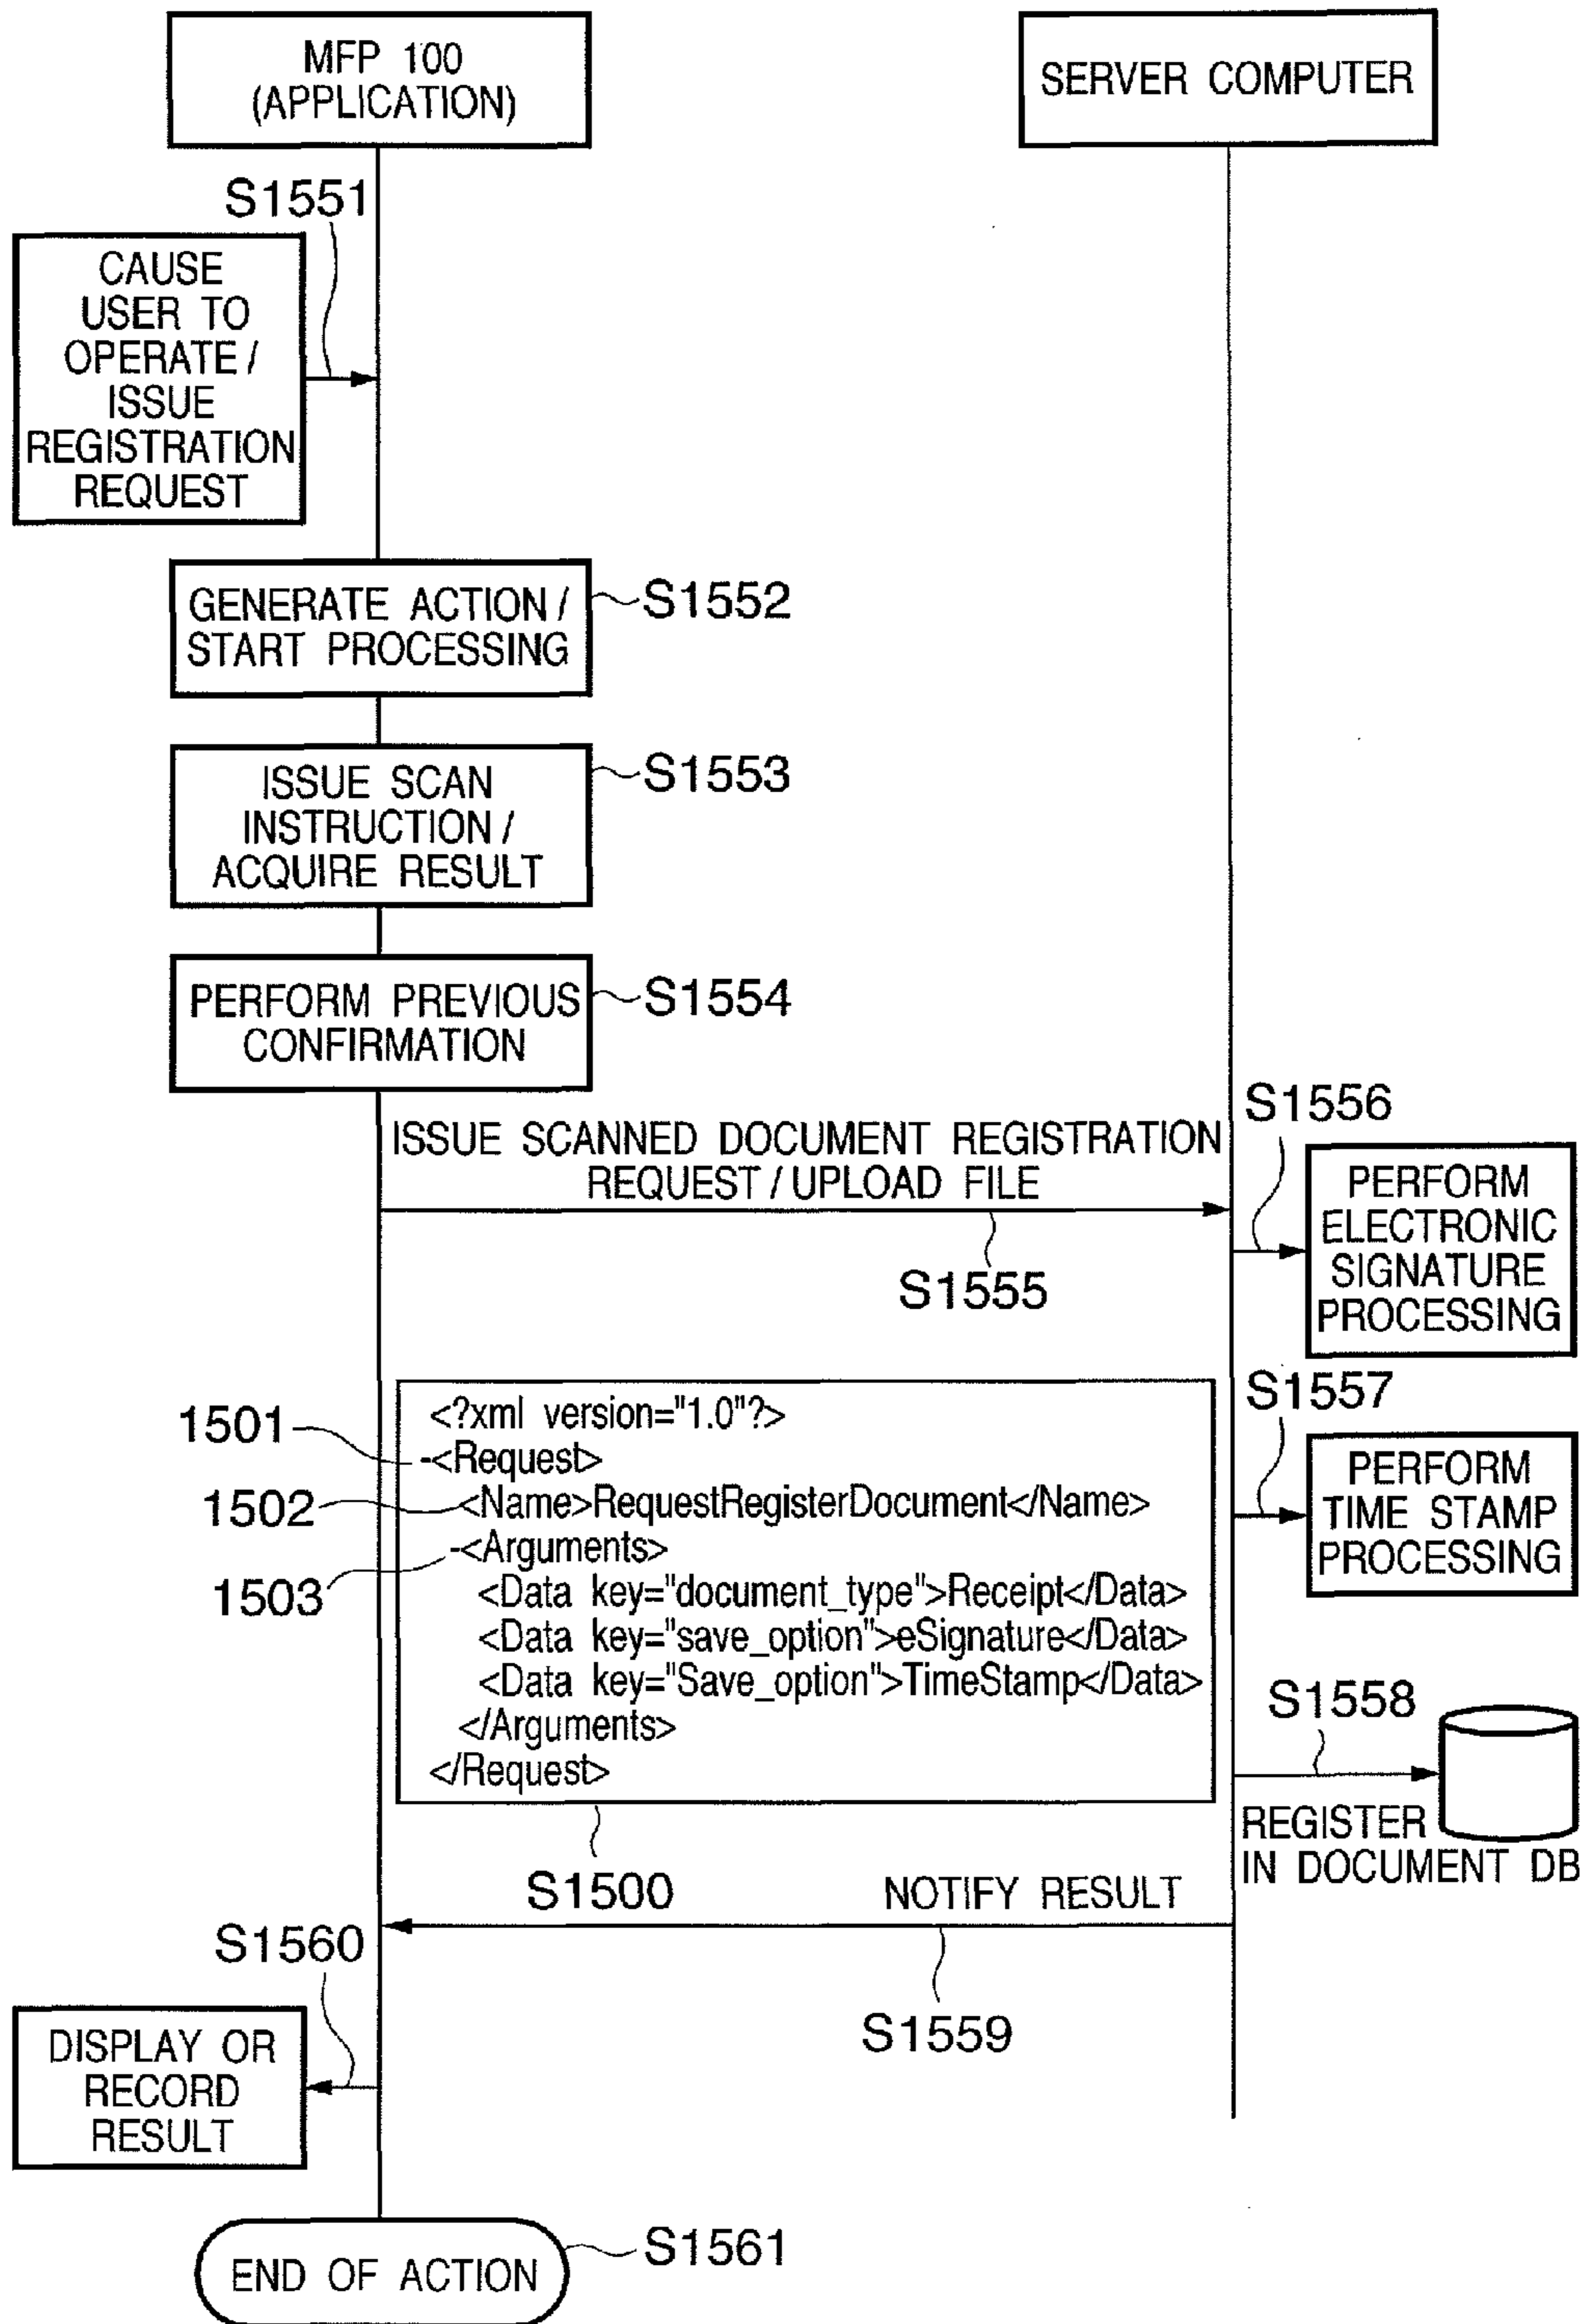 MFP 100
(APPLICATION)
SERVER COMPUTER
S1551
CAUSE
USER TO
OPERATE /
ISSUE
REGISTRATION
REQUEST
GENERATE ACTION /
START PROCESSING
S1552
ISSUE SCAN
INSTRUCTION /
ACQUIRE RESULT
S1553
PERFORM PREVIOUS
CONFIRMATION
S1554
ISSUE SCANNED DOCUMENT REGISTRATION
REQUEST / UPLOAD FILE
S1555
S1556
PERFORM
ELECTRONIC
SIGNATURE
PROCESSING
1501
1502
1503
<?xml version="1.0"?>
-<Request>
<Name>RequestRegisterDocument</Name>
-<Arguments>
<Data key="document_type">Receipt</Data>
<Data key="save_option">eSignature</Data>
<Data key="Save_option">TimeStamp</Data>
</Arguments>
</Request>
S1500
S1557
PERFORM
TIME STAMP
PROCESSING
S1558
REGISTER
IN DOCUMENT DB
NOTIFY RESULT
S1559
S1560
DISPLAY OR
RECORD
RESULT
END OF ACTION
S1561